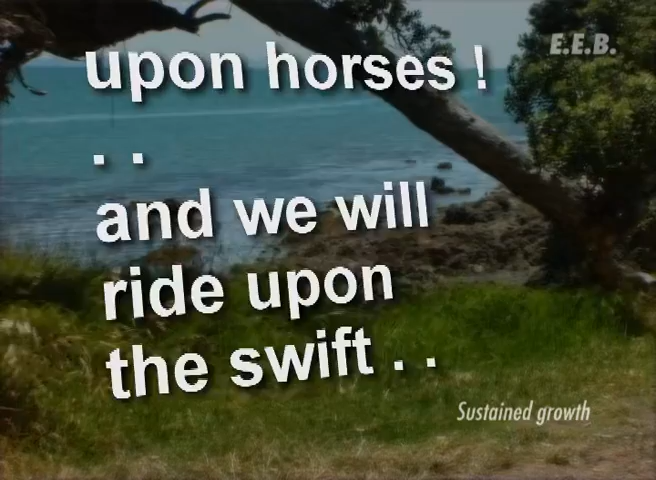 E.E.B.
upon horses !
. .
and we will
ride upon
the swift . .
Sustained growth